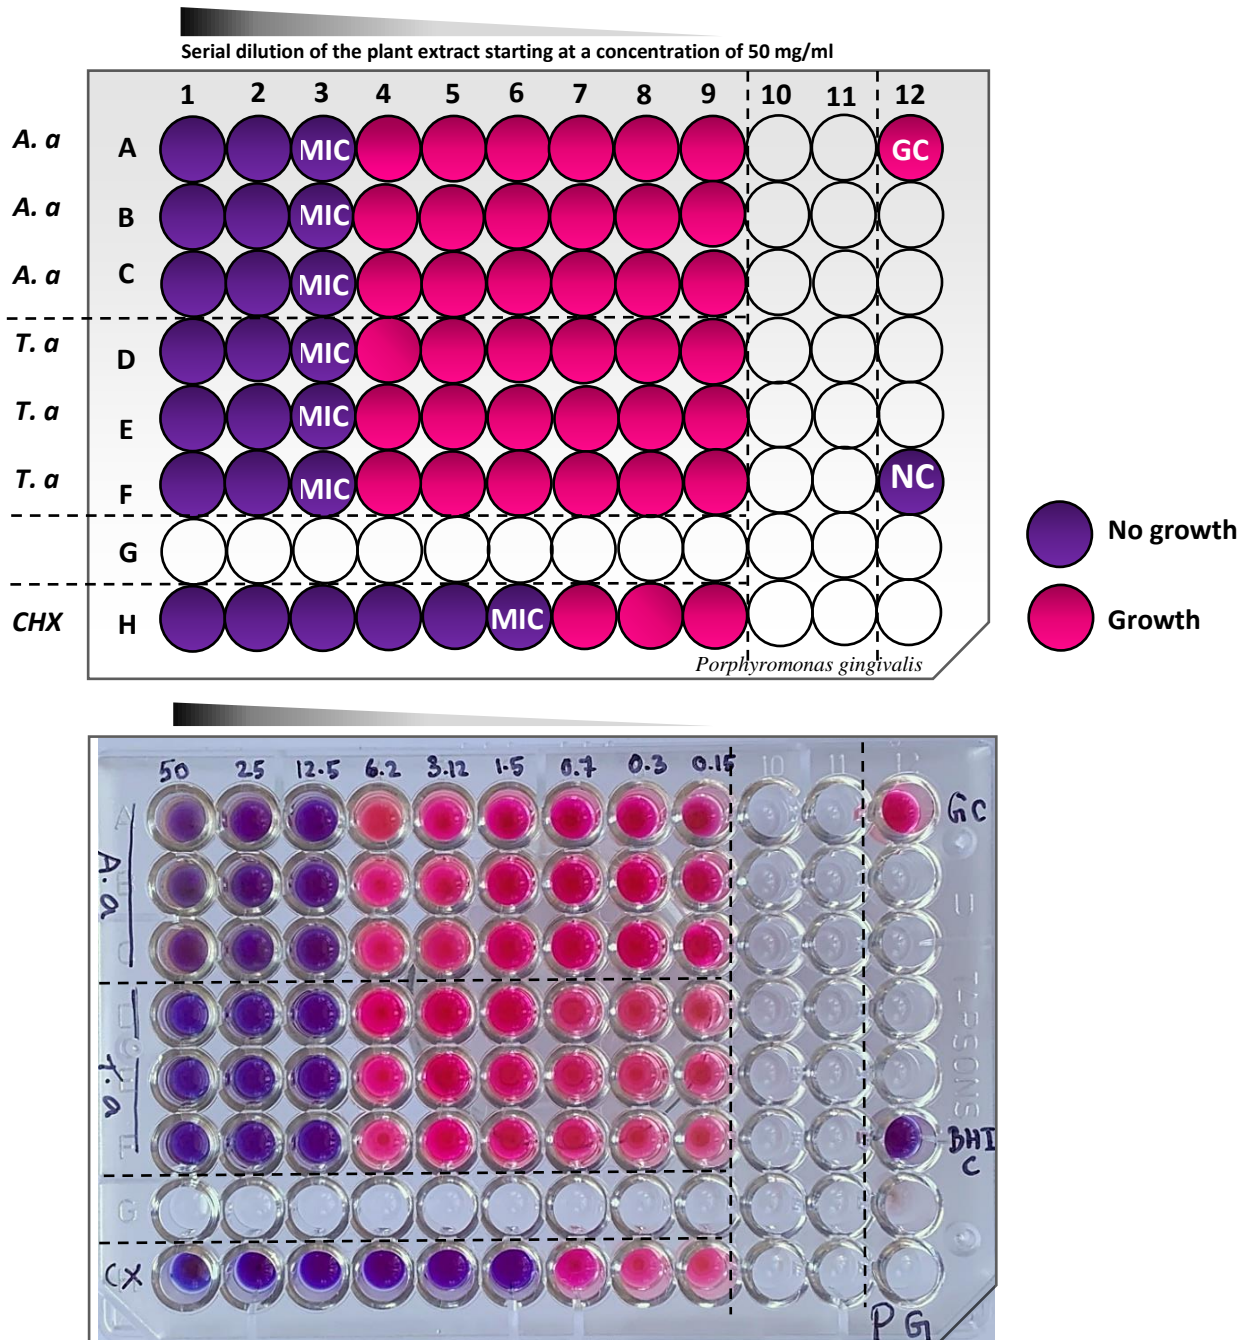 Serial dilution of the plant extract starting at a concentration of 50 mg/ml
1 2 3 4 5 6 7 8 9 10 11 12
A. a A MIC GC
A. a B MIC
A. a C MIC
T. a D MIC
T. a E MIC
T. a F MIC NC
G
CHX H MIC
Porphyromonas gingivalis
No growth
Growth
50 25 12.5 6.2 3.12 1.5 0.7 0.3 0.15
10 11 12
A GC
A.a
D
T.a
TARSONS
BHI
C
G
CX
PG